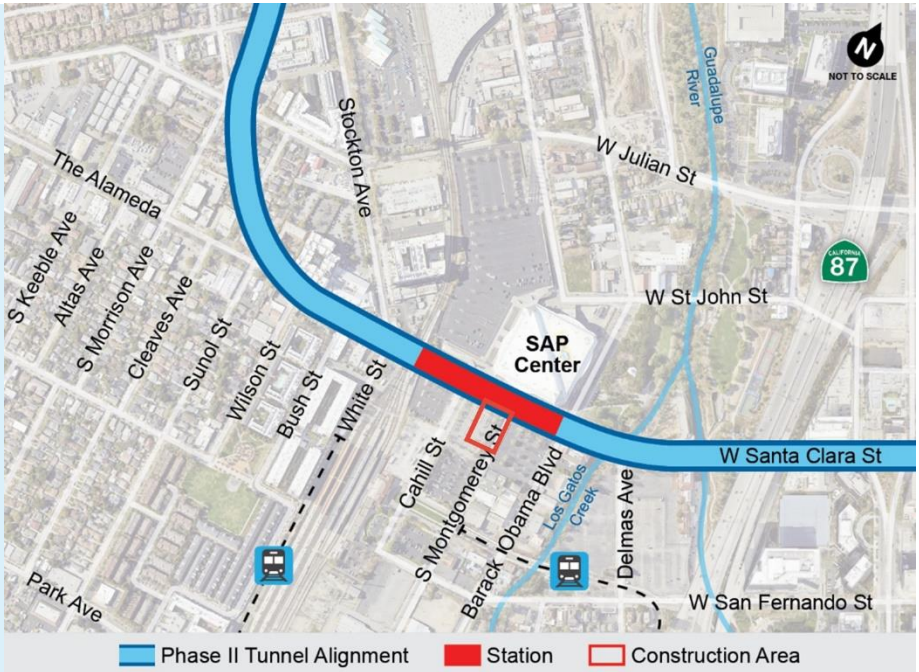 N
NOT TO SCALE
Guadalupe
River
Stockton Ave
W Julian St
The Alameda
S Keeble Ave
Altas Ave
S Morrison Ave
Cleaves Ave
Sunol St
Wilson St
Bush St
White St
CALIFORNIA
87
W St John St
SAP
Center
Cahill St
S Montgomerey St
Barack Obama Blvd
Los Gatos
Creek
Delmas Ave
W Santa Clara St
Park Ave
W San Fernando St
Phase II Tunnel Alignment
Station
Construction Area